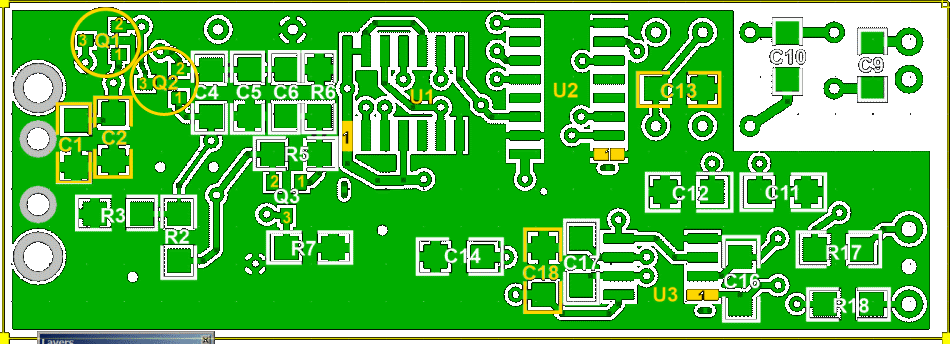 2
3 Q1
1
2
3 Q2
1
C4 C5 C6 R6
U1
U2
C13
C10
C9
C1
C2
1
1
R5
2 1
Q3
3
R3
R2
R7
C12
C11
C14
C18
C17
U3
1
C16
R17
R18
Layers